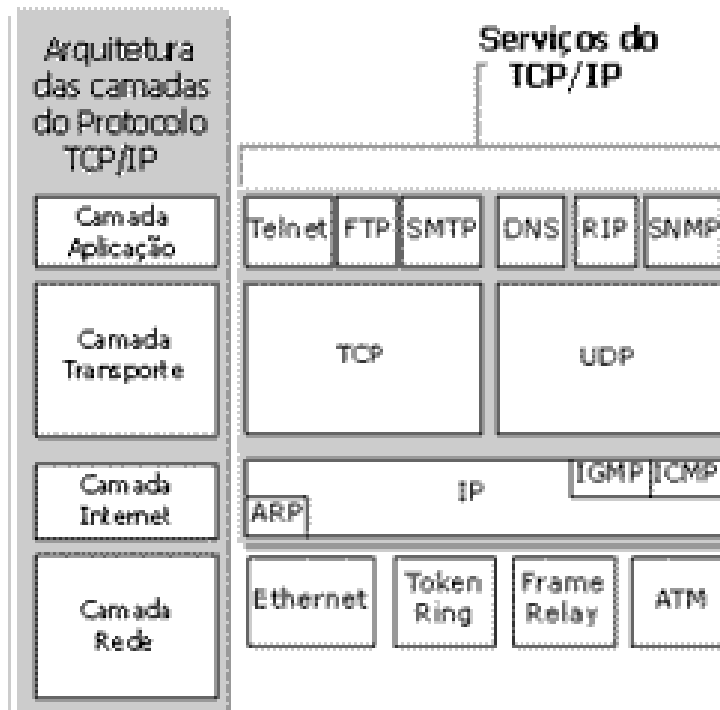 Arquitetura
das camadas
do Protocolo
TCP/IP
Serviços do
TCP/IP
Camada
Aplicação
Telnet FTP SMTP DNS RIP SNMP
Camada
Transporte
TCP UDP
Camada
Internet
IP IGMP ICMP
ARP
Camada
Rede
Ethernet
Token
Ring
Frame
Relay
ATM